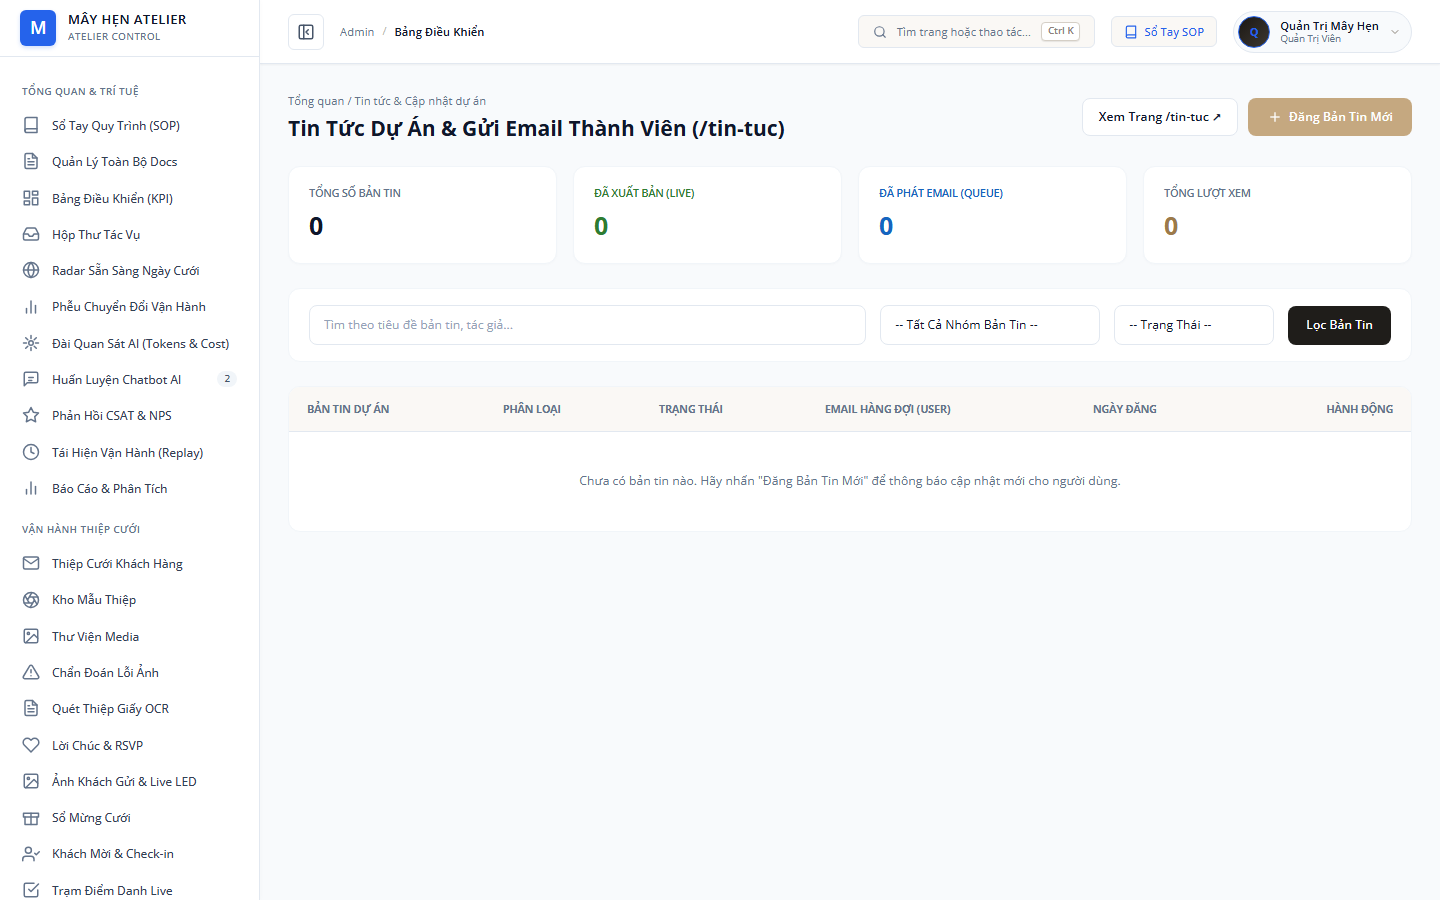 M
MÂY HẸN ATELIER
ATELIER CONTROL
TỔNG QUAN & TRÍ TUỆ
Sổ Tay Quy Trình (SOP)
Quản Lý Toàn Bộ Docs
Bảng Điều Khiển (KPI)
Hộp Thư Tác Vụ
Radar Sẵn Sàng Ngày Cưới
Phễu Chuyển Đổi Vận Hành
Đài Quan Sát AI (Tokens & Cost)
Huấn Luyện Chatbot AI 2
Phản Hồi CSAT & NPS
Tái Hiện Vận Hành (Replay)
Báo Cáo & Phân Tích
VẬN HÀNH THIỆP CƯỚI
Thiệp Cưới Khách Hàng
Kho Mẫu Thiệp
Thư Viện Media
Chẩn Đoán Lỗi Ảnh
Quét Thiệp Giấy OCR
Lời Chúc & RSVP
Ảnh Khách Gửi & Live LED
Sổ Mừng Cưới
Khách Mời & Check-in
Trạm Điểm Danh Live
Admin / Bảng Điều Khiển
Tìm trang hoặc thao tác... Ctrl K
Sổ Tay SOP
Q
Quản Trị Mây Hẹn
Quản Trị Viên
Tổng quan / Tin tức & Cập nhật dự án
Tin Tức Dự Án & Gửi Email Thành Viên (/tin-tuc)
Xem Trang /tin-tuc ↗
+ Đăng Bản Tin Mới
TỔNG SỐ BẢN TIN
0
ĐÃ XUẤT BẢN (LIVE)
0
ĐÃ PHÁT EMAIL (QUEUE)
0
TỔNG LƯỢT XEM
0
Tìm theo tiêu đề bản tin, tác giả...
-- Tất Cả Nhóm Bản Tin --
-- Trạng Thái --
Lọc Bản Tin
BẢN TIN DỰ ÁN PHÂN LOẠI TRẠNG THÁI EMAIL HÀNG ĐỢI (USER) NGÀY ĐĂNG HÀNH ĐỘNG
Chưa có bản tin nào. Hãy nhấn "Đăng Bản Tin Mới" để thông báo cập nhật mới cho người dùng.